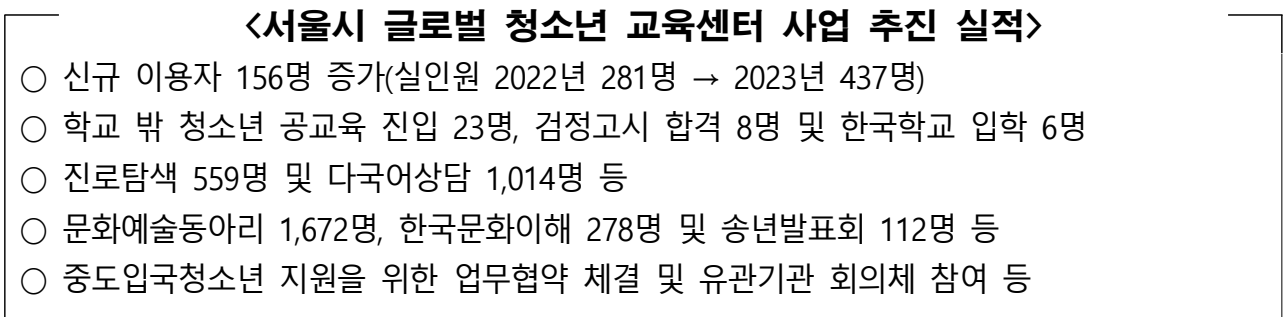 <서울시 글로벌 청소년 교육센터 사업 추진 실적>
○ 신규 이용자 156명 증가(실인원 2022년 281명 → 2023년 437명)
○ 학교 밖 청소년 공교육 진입 23명, 검정고시 합격 8명 및 한국학교 입학 6명
○ 진로탐색 559명 및 다국어상담 1,014명 등
○ 문화예술동아리 1,672명, 한국문화이해 278명 및 송년발표회 112명 등
○ 중도입국청소년 지원을 위한 업무협약 체결 및 유관기관 회의체 참여 등